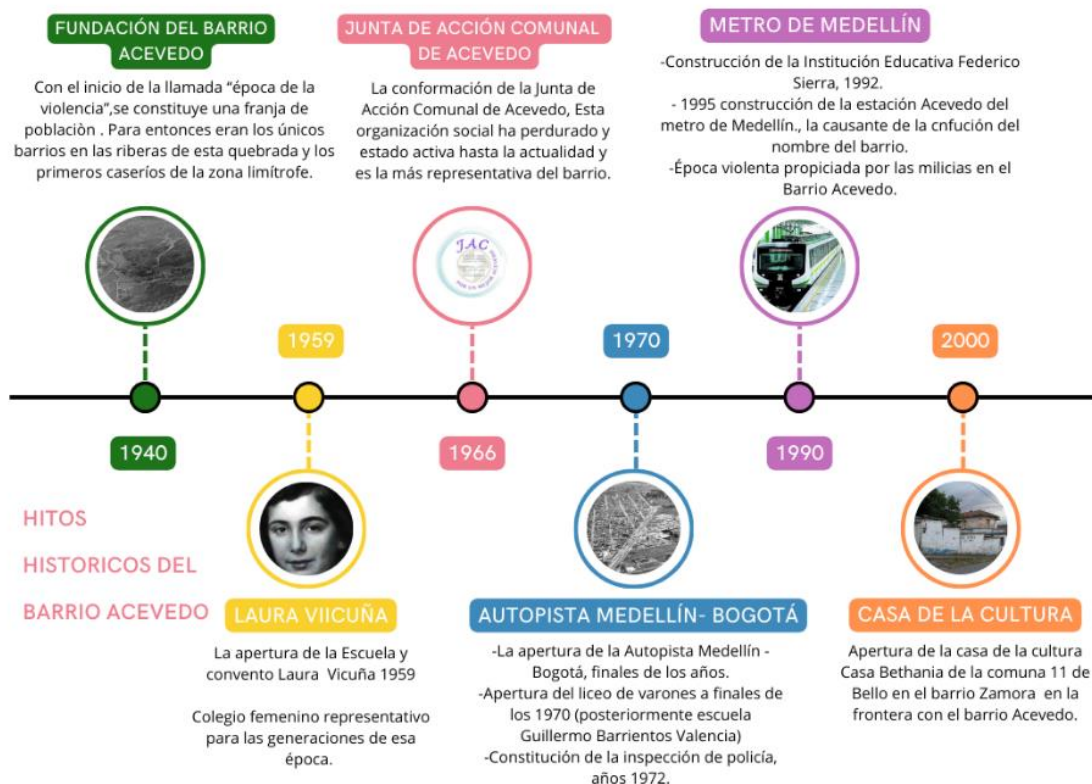 FUNDACIÓN DEL BARRIO
ACEVEDO
Con el inicio de la llamada “época de la
violencia”,se constituye una franja de
poblaciòn . Para entonces eran los únicos
barrios en las riberas de esta quebrada y los
primeros caseríos de la zona limítrofe.
JUNTA DE ACCIÓN COMUNAL
DE ACEVEDO
La conformación de la Junta de
Acción Comunal de Acevedo, Esta
organización social ha perdurado y
estado activa hasta la actualidad y
es la más representativa del barrio.
METRO DE MEDELLÍN
-Construcción de la Institución Educativa Federico
Sierra, 1992.
- 1995 construcción de la estación Acevedo del
metro de Medellín., la causante de la cnfución del
nombre del barrio.
-Época violenta propiciada por las milicias en el
Barrio Acevedo.
JAC
1959
1970
2000
1940
1966
1990
HITOS
HISTORICOS DEL
BARRIO ACEVEDO
LAURA VIICUÑA
La apertura de la Escuela y
convento Laura Vicuña 1959
Colegio femenino representativo
para las generaciones de esa
época.
AUTOPISTA MEDELLÍN- BOGOTÁ
-La apertura de la Autopista Medellín -
Bogotá, finales de los años.
-Apertura del liceo de varones a finales de
los 1970 (posteriormente escuela
Guillermo Barrientos Valencia)
-Constitución de la inspección de policía,
años 1972.
CASA DE LA CULTURA
Apertura de la casa de la cultura
Casa Bethania de la comuna 11 de
Bello en el barrio Zamora en la
frontera con el barrio Acevedo.